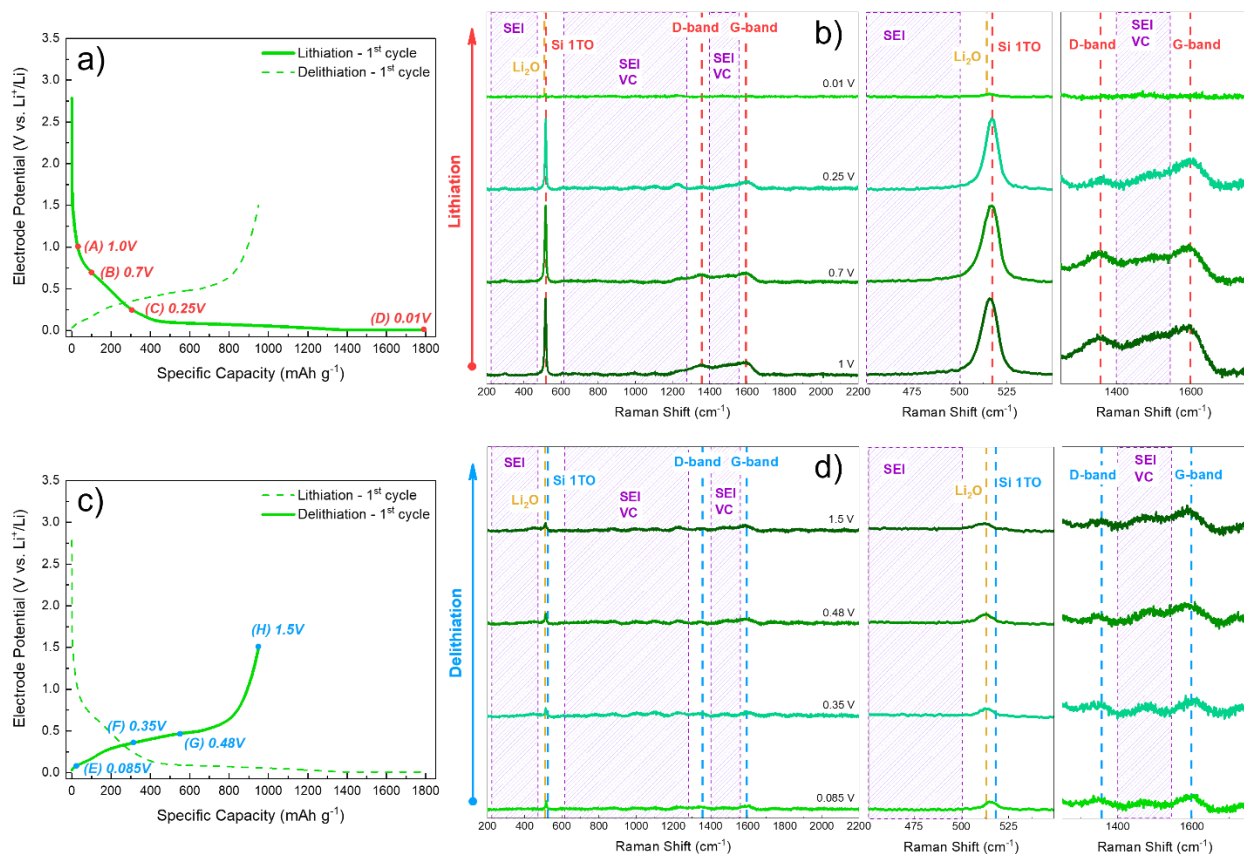 a)
Lithiation - 1st cycle
Delithiation - 1st cycle
3.5
3.0
2.5
2.0
1.5
1.0
0.5
0.0
Electrode Potential (V vs. Li+/Li)
(A) 1.0V
(B) 0.7V
(C) 0.25V
(D) 0.01V
0 200 400 600 800 1000 1200 1400 1600 1800
Specific Capacity (mAh g-1)
Lithiation
b)
SEI
Si 1TO
Li2O
SEI
VC
D-band
SEI
VC
G-band
0.01 V
0.25 V
0.7 V
1 V
200 400 600 800 1000 1200 1400 1600 1800 2000 2200
Raman Shift (cm-1)
SEI
Li2O
Si 1TO
475 500 525
Raman Shift (cm-1)
D-band
SEI
VC
G-band
1400 1600
Raman Shift (cm-1)
c)
Lithiation - 1st cycle
Delithiation - 1st cycle
3.5
3.0
2.5
2.0
1.5
1.0
0.5
0.0
Electrode Potential (V vs. Li+/Li)
(H) 1.5V
(F) 0.35V
(G) 0.48V
(E) 0.085V
0 200 400 600 800 1000 1200 1400 1600 1800
Specific Capacity (mAh g-1)
Delithiation
d)
SEI
Si 1TO
Li2O
SEI
VC
D-band
SEI
VC
G-band
1.5 V
0.48 V
0.35 V
0.085 V
200 400 600 800 1000 1200 1400 1600 1800 2000 2200
Raman Shift (cm-1)
SEI
Li2O
Si 1TO
475 500 525
Raman Shift (cm-1)
D-band
SEI
VC
G-band
1400 1600
Raman Shift (cm-1)